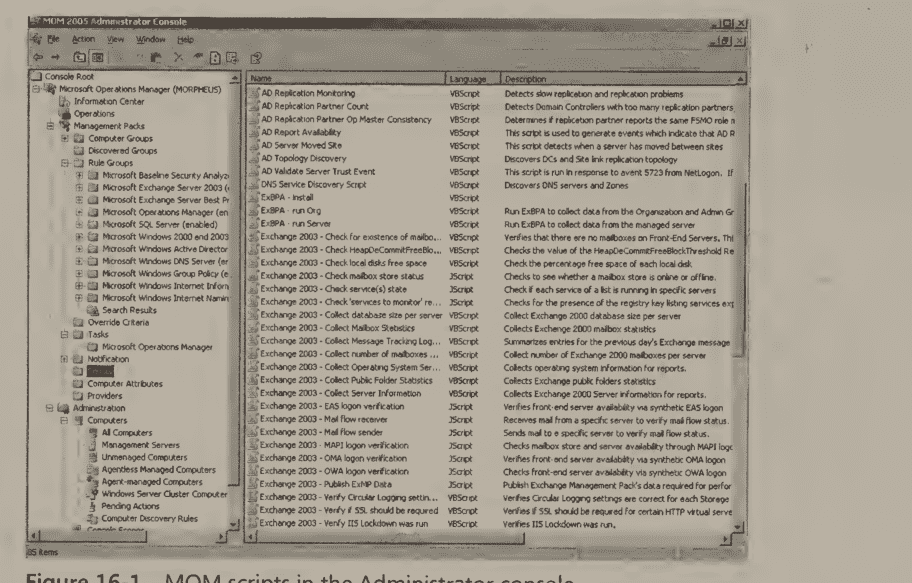 MOM 2005 Administrator Console
File Action View Window Help
Console Root
Microsoft Operations Manager (MORPHEUS)
Information Center
Operations
Management Packs
Computer Groups
Discovered Groups
Rule Groups
Microsoft Baseline Security Analyz
Microsoft Exchange Server 2003 (
Microsoft Exchange Server Best Pr
Microsoft Operations Manager (en
Microsoft SQL Server (enabled)
Microsoft Windows 2000 and 2003
Microsoft Windows Active Director
Microsoft Windows DNS Server (er
Microsoft Windows Group Policy (e
Microsoft Windows Internet Inforn
Microsoft Windows Internet Namin
Search Results
Override Criteria
Tasks
Microsoft Operations Manager
Notification
Computer Attributes
Providers
Administration
Computers
All Computers
Management Servers
Unmanaged Computers
Agentless Managed Computers
Agent-managed Computers
Windows Server Cluster Computer
Pending Actions
Computer Discovery Rules
Name Language Description
AD Replication Monitoring VBScript Detects slow replication and replication problems
AD Replication Partner Count VBScript Detects Domain Controllers with too many replication partners
AD Replication Partner Op Master Consistency VBScript Determines if replication partner reports the same FSMO role n
AD Report Availability VBScript This script is used to generate events which indicate that AD R
AD Server Moved Site VBScript This script detects when a server has moved between sites
AD Topology Discovery VBScript Discovers DCs and Site link replication topology
AD Validate Server Trust Event VBScript This script is run in response to event 5723 from NetLogon. If
DNS Service Discovery Script VBScript Discovers DNS servers and Zones
ExBPA - Install VBScript
ExBPA - run Org VBScript Run ExBPA to collect data from the Organization and Admin Gr
ExBPA - run Server VBScript Run ExBPA to collect data from the managed server
Exchange 2003 - Check for existence of mailbo... VBScript Verifies that there are no mailboxes on Front-End Servers. Thi
Exchange 2003 - Check HeapDeCommitFreeBlo... VBScript Checks the value of the HeapDeCommitFreeBlockThreshold Re
Exchange 2003 - Check local disks free space VBScript Check the percentage free space of each local disk
Exchange 2003 - Check mailbox store status JScript Checks to see whether a mailbox store is online or offline.
Exchange 2003 - Check service(s) state JScript Check if each service of a list is running in specific servers
Exchange 2003 - Check 'services to monitor' re... JScript Checks for the presence of the registry key listing services exp
Exchange 2003 - Collect database size per server VBScript Collect Exchange 2000 database size per server
Exchange 2003 - Collect Mailbox Statistics VBScript Collects Exchange 2000 mailbox statistics
Exchange 2003 - Collect Message Tracking Log... VBScript Summarizes entries for the previous day's Exchange message
Exchange 2003 - Collect number of mailboxes ... VBScript Collect number of Exchange 2000 mailboxes per server
Exchange 2003 - Collect Operating System Ser... VBScript Collects operating system information for reports.
Exchange 2003 - Collect Public Folder Statistics VBScript Collects Exchange public folders statistics
Exchange 2003 - Collect Server Information VBScript Collects Exchange 2000 Server information for reports.
Exchange 2003 - EAS logon verification JScript Verifies front-end server availability via synthetic EAS logon
Exchange 2003 - Mail flow receiver JScript Receives mail from a specific server to verify mail flow status.
Exchange 2003 - Mail flow sender JScript Sends mail to a specific server to verify mail flow status.
Exchange 2003 - MAPI logon verification JScript Checks mailbox store and server availability through MAPI logc
Exchange 2003 - OMA logon verification JScript Verifies front-end server availability via synthetic OMA logon
Exchange 2003 - OWA logon verification JScript Checks front-end server availability via synthetic OWA logon
Exchange 2003 - Publish ExMP Data JScript Publish Exchange Management Pack's data required for perfor
Exchange 2003 - Verify Circular Logging settin... VBScript Verifies Circular Logging settings are correct for each Storage
Exchange 2003 - Verify if SSL should be required VBScript Verifies if SSL should be required for certain HTTP virtual serve
Exchange 2003 - Verify IIS Lockdown was run VBScript Verifies IIS Lockdown was run.
85 items
Figure 16-1 MOM scripts in the Administrator console